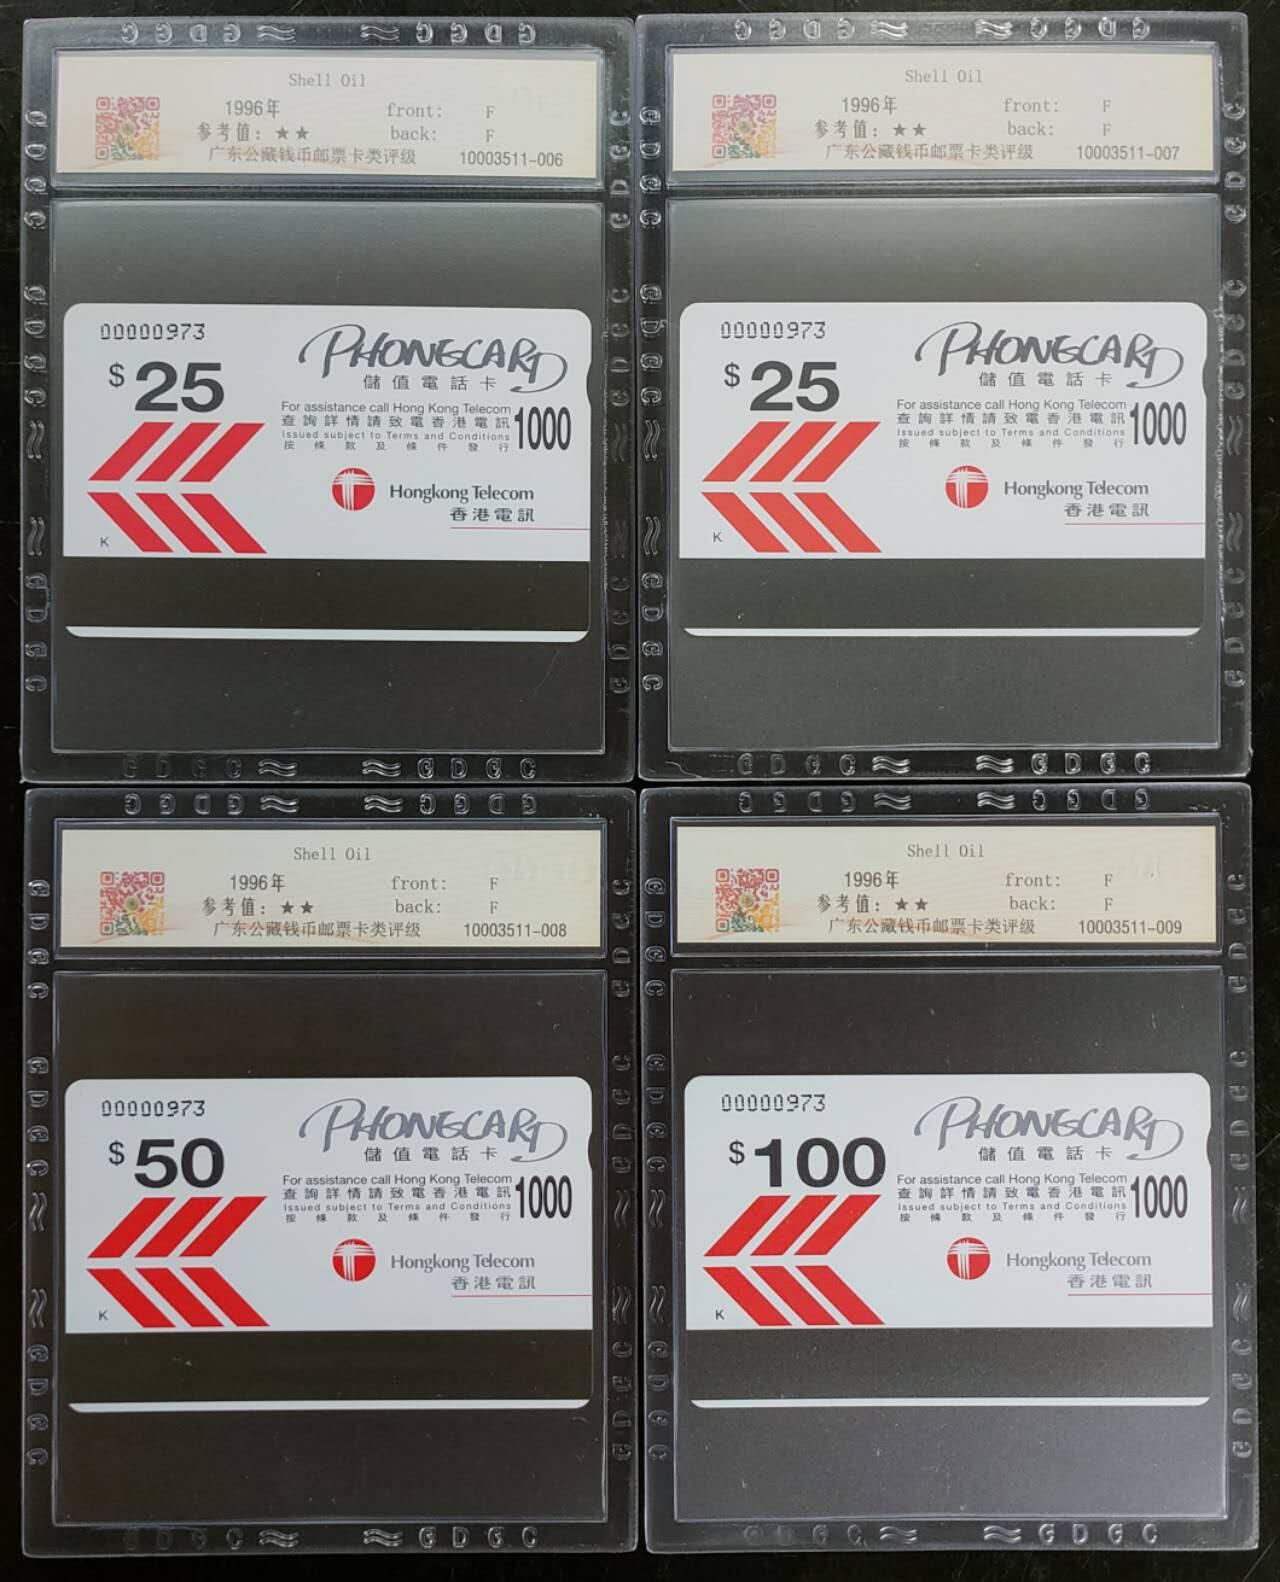 Shell Oil
1996年 front: F
参考值：★★ back: F
广东公藏钱币邮票卡类评级 10003511-006
00000973
PHONECARD
$25
儲值電話卡
For assistance call Hong Kong Telecom
查詢詳情請致電香港電訊
1000
Issued subject to Terms and Conditions
按條款及條件發行
Hongkong Telecom
香港電訊
K
Shell Oil
1996年 front: F
参考值：★★ back: F
广东公藏钱币邮票卡类评级 10003511-007
00000973
PHONECARD
$25
儲值電話卡
For assistance call Hong Kong Telecom
查詢詳情請致電香港電訊
1000
Issued subject to Terms and Conditions
按條款及條件發行
Hongkong Telecom
香港電訊
K
Shell Oil
1996年 front: F
参考值：★★ back: F
广东公藏钱币邮票卡类评级 10003511-008
00000973
PHONECARD
$50
儲值電話卡
For assistance call Hong Kong Telecom
查詢詳情請致電香港電訊
1000
Issued subject to Terms and Conditions
按條款及條件發行
Hongkong Telecom
香港電訊
K
Shell Oil
1996年 front: F
参考值：★★ back: F
广东公藏钱币邮票卡类评级 10003511-009
00000973
PHONECARD
$100
儲值電話卡
For assistance call Hong Kong Telecom
查詢詳情請致電香港電訊
1000
Issued subject to Terms and Conditions
按條款及條件發行
Hongkong Telecom
香港電訊
K